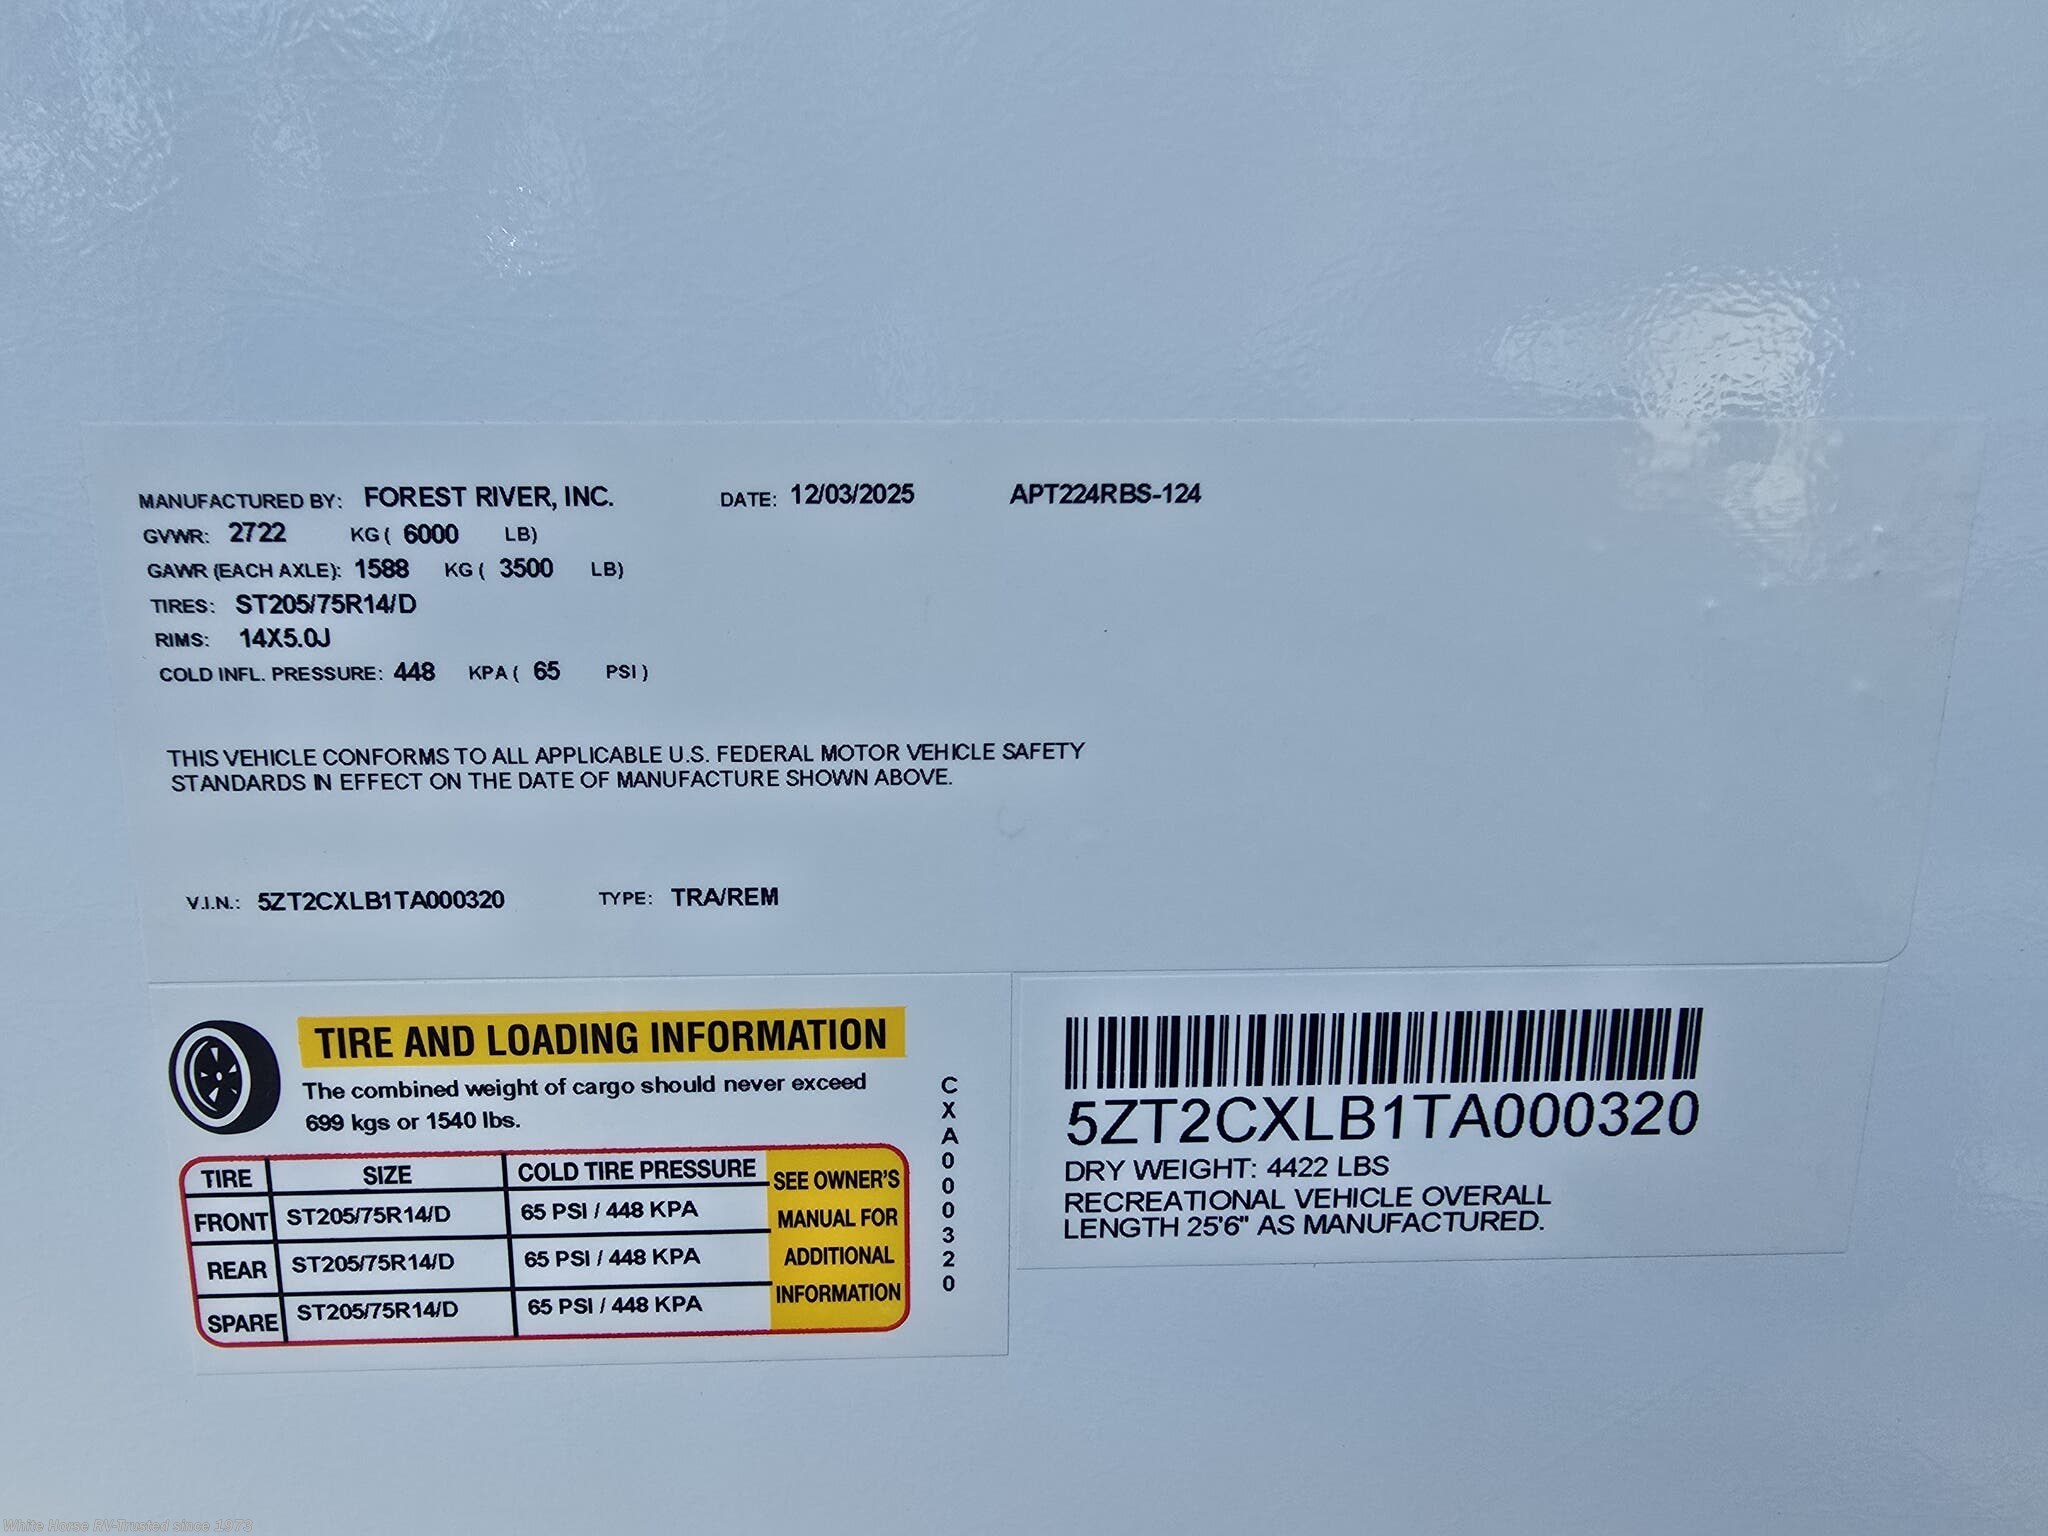 MANUFACTURED BY: FOREST RIVER, INC. DATE: 12/03/2025 APT224RBS-124
GVWR: 2722 KG ( 6000 LB)
GAWR (EACH AXLE): 1588 KG ( 3500 LB)
TIRES: ST205/75R14/D
RIMS: 14X5.0J
COLD INFL. PRESSURE: 448 KPA ( 65 PSI )
THIS VEHICLE CONFORMS TO ALL APPLICABLE U.S. FEDERAL MOTOR VEHICLE SAFETY
STANDARDS IN EFFECT ON THE DATE OF MANUFACTURE SHOWN ABOVE.
V.I.N.: 5ZT2CXLB1TA000320 TYPE: TRA/REM
TIRE AND LOADING INFORMATION
The combined weight of cargo should never exceed
699 kgs or 1540 lbs.
TIRE SIZE COLD TIRE PRESSURE
FRONT ST205/75R14/D 65 PSI / 448 KPA
REAR ST205/75R14/D 65 PSI / 448 KPA
SPARE ST205/75R14/D 65 PSI / 448 KPA
SEE OWNER'S
MANUAL FOR
ADDITIONAL
INFORMATION
CXA000320
5ZT2CXLB1TA000320
DRY WEIGHT: 4422 LBS
RECREATIONAL VEHICLE OVERALL
LENGTH 25'6" AS MANUFACTURED.
White Horse RV-Trusted since 1973